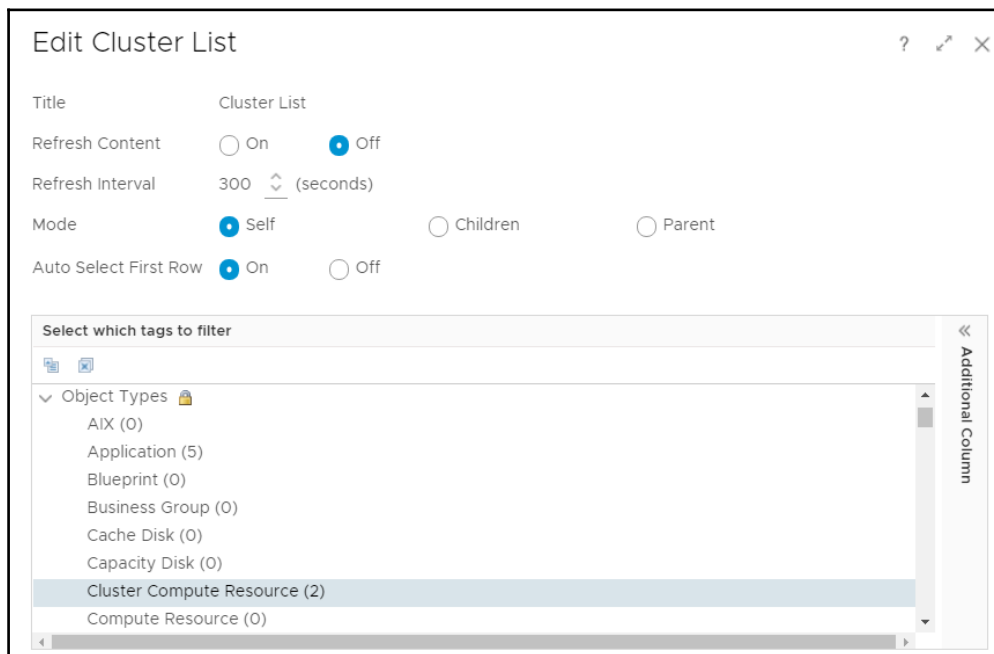 Edit Cluster List ?
Title Cluster List
Refresh Content On Off
Refresh Interval 300 (seconds)
Mode Self Children Parent
Auto Select First Row On Off
Select which tags to filter
Object Types
AIX (0)
Application (5)
Blueprint (0)
Business Group (0)
Cache Disk (0)
Capacity Disk (0)
Cluster Compute Resource (2)
Compute Resource (0)
Additional Column